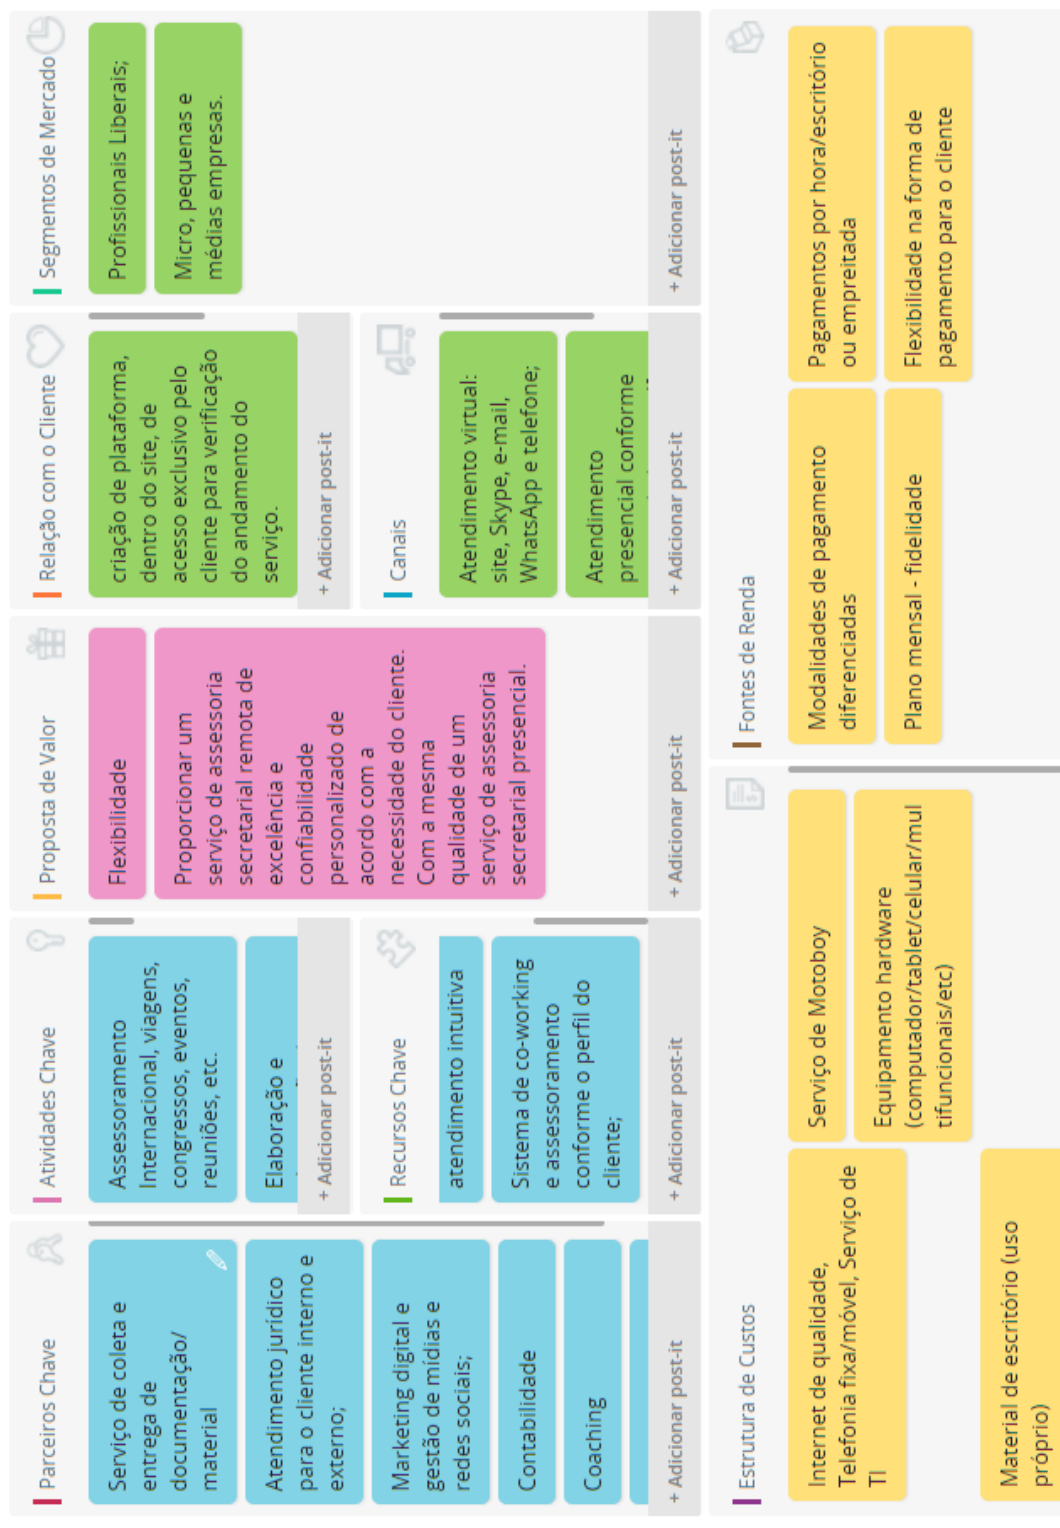 Parceiros Chave
Serviço de coleta e
entrega de
documentação/
material
Atendimento jurídico
para o cliente interno e
externo;
Marketing digital e
gestão de mídias e
redes sociais;
Contabilidade
Coaching
+ Adicionar post-it
Atividades Chave
Assessoramento
Internacional, viagens,
congressos, eventos,
reuniões, etc.
Elaboração e
+ Adicionar post-it
Recursos Chave
atendimento intuitiva
Sistema de co-working
e assessoramento
conforme o perfil do
cliente;
+ Adicionar post-it
Proposta de Valor
Flexibilidade
Proporcionar um
serviço de assessoria
secretarial remota de
excelência e
confiabilidade
personalizado de
acordo com a
necessidade do cliente.
Com a mesma
qualidade de um
serviço de assessoria
secretarial presencial.
+ Adicionar post-it
Relação com o Cliente
criação de plataforma,
dentro do site, de
acesso exclusivo pelo
cliente para verificação
do andamento do
serviço.
+ Adicionar post-it
Canais
Atendimento virtual:
site, Skype, e-mail,
WhatsApp e telefone;
Atendimento
presencial conforme
+ Adicionar post-it
Segmentos de Mercado
Profissionais Liberais;
Micro, pequenas e
médias empresas.
+ Adicionar post-it
Estrutura de Custos
Internet de qualidade,
Telefonia fixa/móvel, Serviço de
TI
Serviço de Motoboy
Equipamento hardware
(computador/tablet/celular/mul
tifuncionais/etc)
Material de escritório (uso
próprio)
Fontes de Renda
Modalidades de pagamento
diferenciadas
Pagamentos por hora/escritório
ou empreitada
Plano mensal - fidelidade
Flexibilidade na forma de
pagamento para o cliente